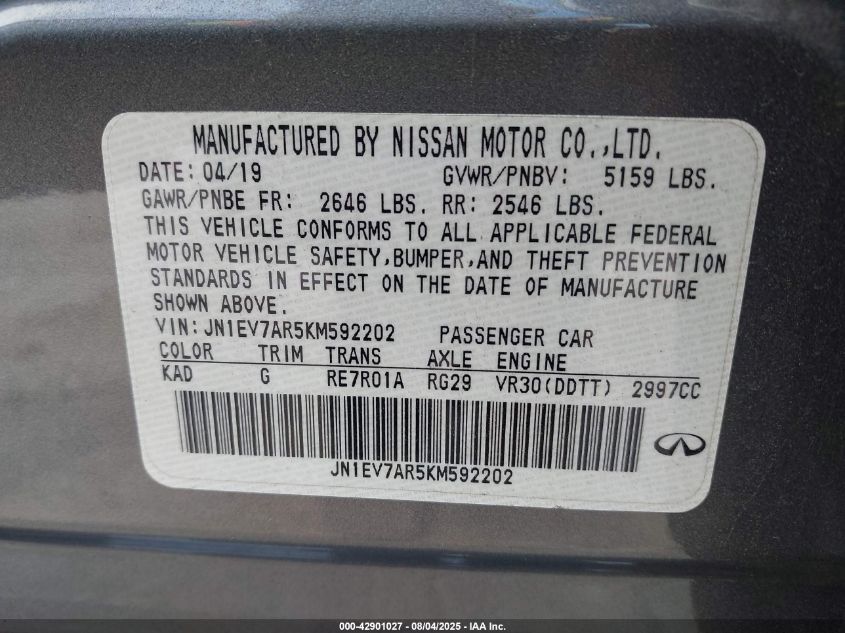 MANUFACTURED BY NISSAN MOTOR CO.,LTD.
DATE: 04/19 GVWR/PNBV: 5159 LBS.
GAWR/PNBE FR: 2646 LBS. RR: 2546 LBS.
THIS VEHICLE CONFORMS TO ALL APPLICABLE FEDERAL
MOTOR VEHICLE SAFETY,BUMPER,AND THEFT PREVENTION
STANDARDS IN EFFECT ON THE DATE OF MANUFACTURE
SHOWN ABOVE.
VIN: JN1EV7AR5KM592202 PASSENGER CAR
COLOR TRIM TRANS AXLE ENGINE
KAD G RE7R01A RG29 VR30(DDTT) 2997CC
JN1EV7AR5KM592202
000-42901027 - 08/04/2025 - IAA Inc.